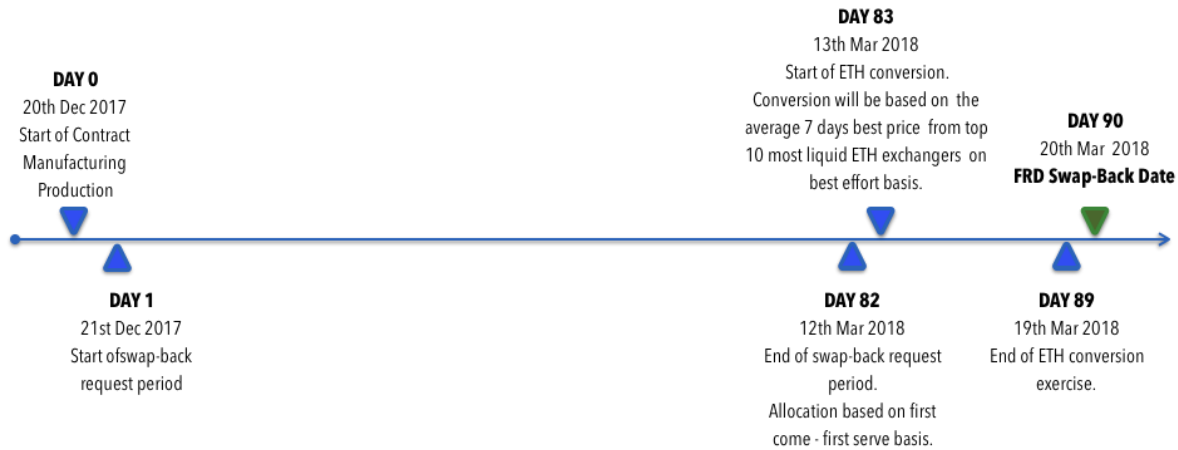 DAY 0
20th Dec 2017
Start of Contract
Manufacturing
Production
DAY 1
21st Dec 2017
Start ofswap-back
request period
DAY 83
13th Mar 2018
Start of ETH conversion.
Conversion will be based on the
average 7 days best price from top
10 most liquid ETH exchangers on
best effort basis.
DAY 82
12th Mar 2018
End of swap-back request
period.
Allocation based on first
come - first serve basis.
DAY 90
20th Mar 2018
FRD Swap-Back Date
DAY 89
19th Mar 2018
End of ETH conversion
exercise.